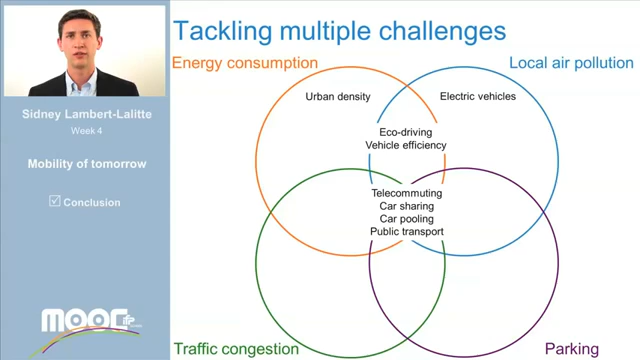 Tackling multiple challenges
Energy consumption
Local air pollution
Urban density
Electric vehicles
Eco-driving
Vehicle efficiency
Telecommuting
Car sharing
Car pooling
Public transport
Traffic congestion
Parking
Sidney Lambert-Lalitte
Week 4
Mobility of tomorrow
Conclusion
MOOC